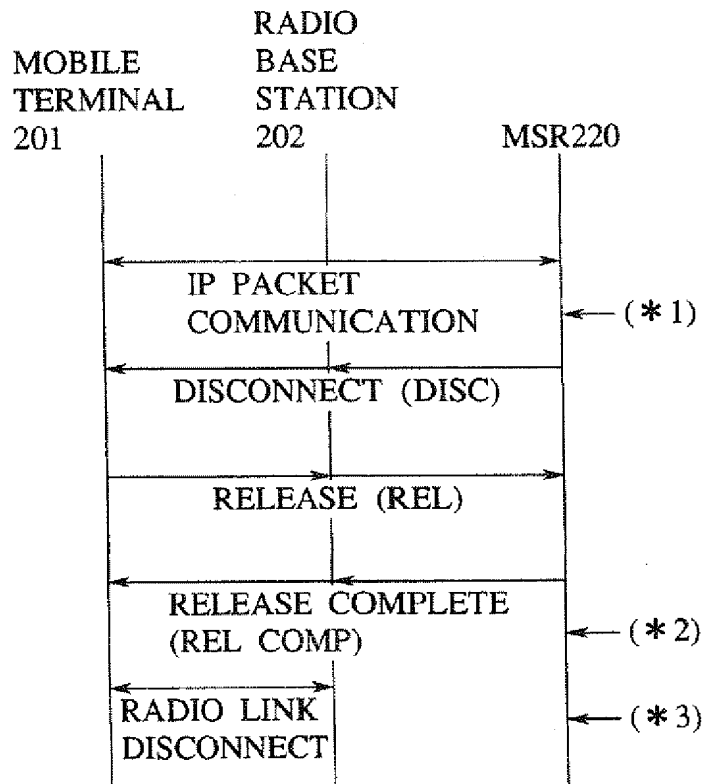 MOBILE
TERMINAL
201
RADIO
BASE
STATION
202
MSR220
IP PACKET
COMMUNICATION
(*1)
DISCONNECT (DISC)
RELEASE (REL)
RELEASE COMPLETE
(REL COMP)
(*2)
RADIO LINK
DISCONNECT
(*3)